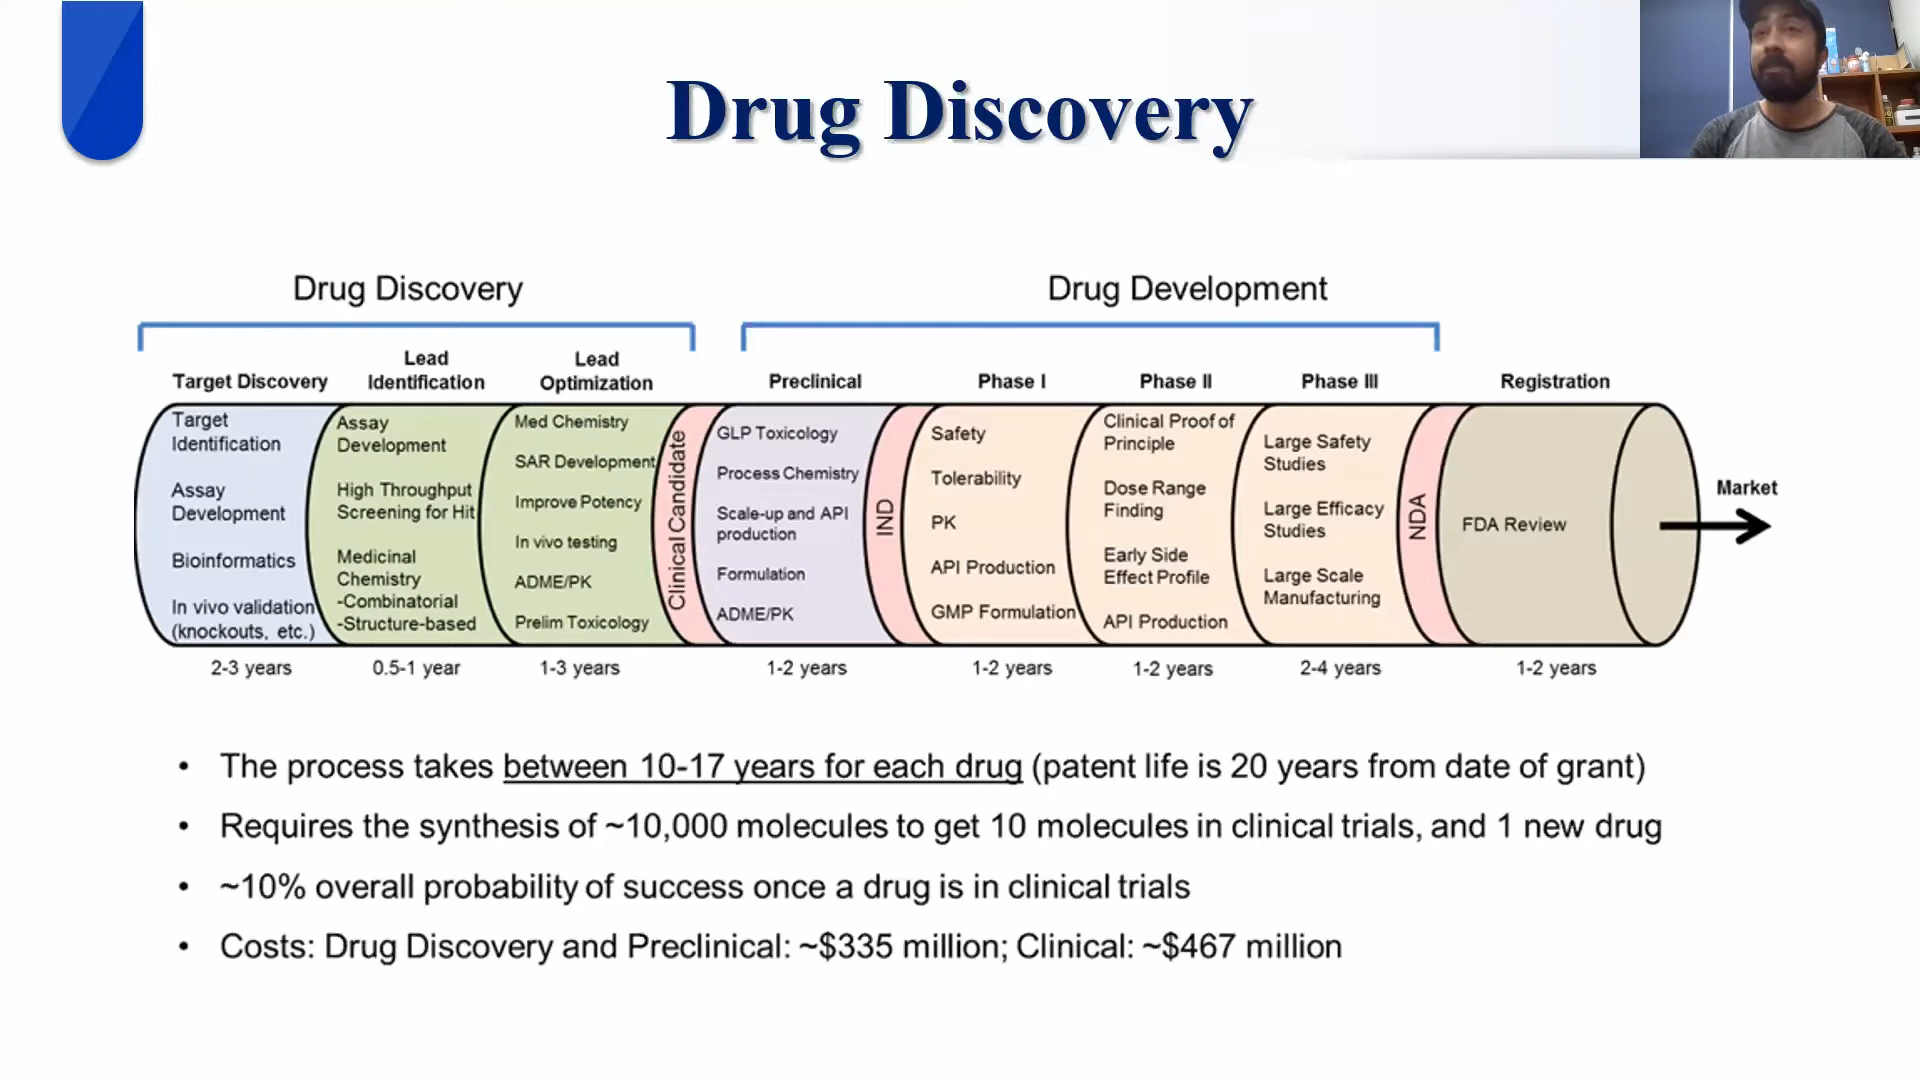 Drug Discovery
Drug Discovery
Drug Development
Target Discovery
Lead
Identification
Lead
Optimization
Preclinical
Phase I
Phase II
Phase III
Registration
Target
Identification
Assay
Development
Bioinformatics
In vivo validation
(knockouts, etc.)
Assay
Development
High Throughput
Screening for Hit
Medicinal
Chemistry
-Combinatorial
-Structure-based
Med Chemistry
SAR Development
Improve Potency
In vivo testing
ADME/PK
Prelim Toxicology
Clinical Candidate
GLP Toxicology
Process Chemistry
Scale-up and API
production
Formulation
ADME/PK
IND
Safety
Tolerability
PK
API Production
GMP Formulation
Clinical Proof of
Principle
Dose Range
Finding
Early Side
Effect Profile
API Production
Large Safety
Studies
Large Efficacy
Studies
Large Scale
Manufacturing
NDA
FDA Review
Market
2-3 years
0.5-1 year
1-3 years
1-2 years
1-2 years
1-2 years
2-4 years
1-2 years
• The process takes between 10-17 years for each drug (patent life is 20 years from date of grant)
• Requires the synthesis of ~10,000 molecules to get 10 molecules in clinical trials, and 1 new drug
• ~10% overall probability of success once a drug is in clinical trials
• Costs: Drug Discovery and Preclinical: ~$335 million; Clinical: ~$467 million